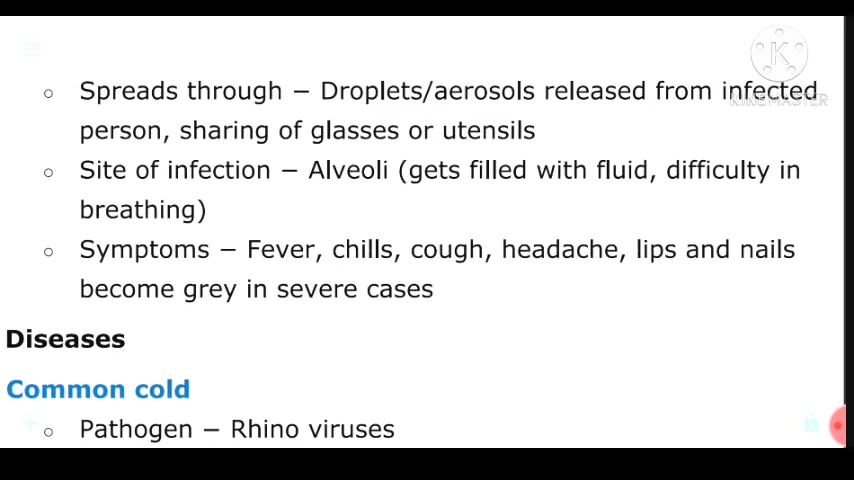 ○ Spreads through − Droplets/aerosols released from infected
person, sharing of glasses or utensils
○ Site of infection − Alveoli (gets filled with fluid, difficulty in
breathing)
○ Symptoms − Fever, chills, cough, headache, lips and nails
become grey in severe cases
Diseases
Common cold
○ Pathogen − Rhino viruses
K
KINEMASTER